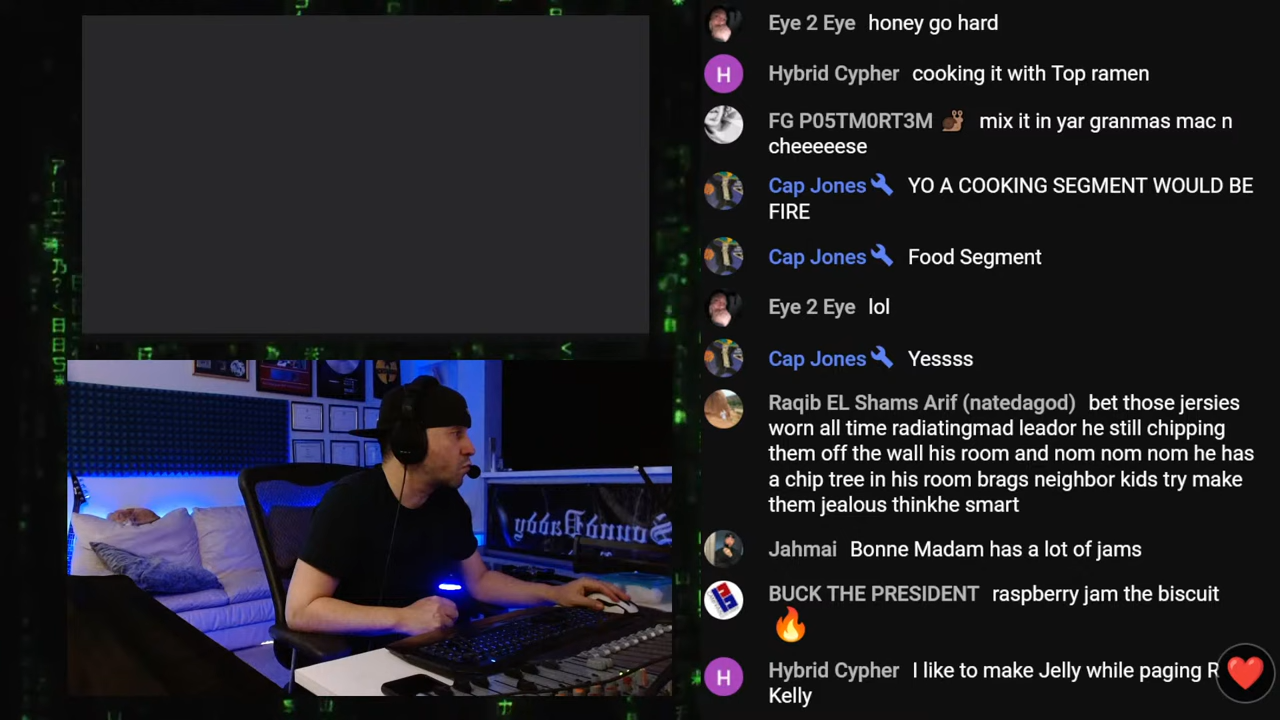 Eye 2 Eye honey go hard
H Hybrid Cypher cooking it with Top ramen
FG P05TM0RT3M 🐌 mix it in yar granmas mac n
cheeeeese
Cap Jones YO A COOKING SEGMENT WOULD BE
FIRE
Cap Jones Food Segment
Eye 2 Eye lol
Cap Jones Yessss
Raqib EL Shams Arif (natedagod) bet those jersies
worn all time radiatingmad leador he still chipping
them off the wall his room and nom nom nom he has
a chip tree in his room brags neighbor kids try make
them jealous thinkhe smart
Jahmai Bonne Madam has a lot of jams
BUCK THE PRESIDENT raspberry jam the biscuit
🔥
H Hybrid Cypher I like to make Jelly while paging R
Kelly
SoundDaddy